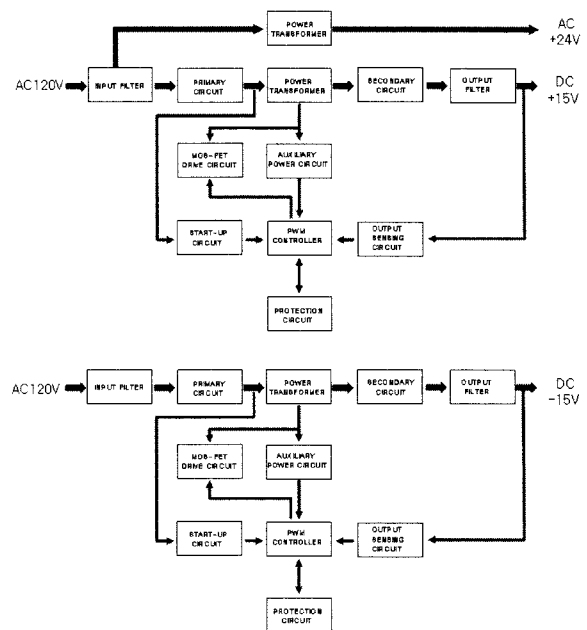 POWER
TRANSFORMER
AC
+24V
AC120V
INPUT FILTER
PRIMARY
CIRCUIT
POWER
TRANSFORMER
SECONDARY
CIRCUIT
OUTPUT
FILTER
DC
+15V
MOS-FET
DRIVE CIRCUIT
AUXILIARY
POWER CIRCUIT
START-UP
CIRCUIT
PWM
CONTROLLER
OUTPUT
SENSING
CIRCUIT
PROTECTION
CIRCUIT
AC120V
INPUT FILTER
PRIMARY
CIRCUIT
POWER
TRANSFORMER
SECONDARY
CIRCUIT
OUTPUT
FILTER
DC
-15V
MOS-FET
DRIVE CIRCUIT
AUXILIARY
POWER CIRCUIT
START-UP
CIRCUIT
PWM
CONTROLLER
OUTPUT
SENSING
CIRCUIT
PROTECTION
CIRCUIT